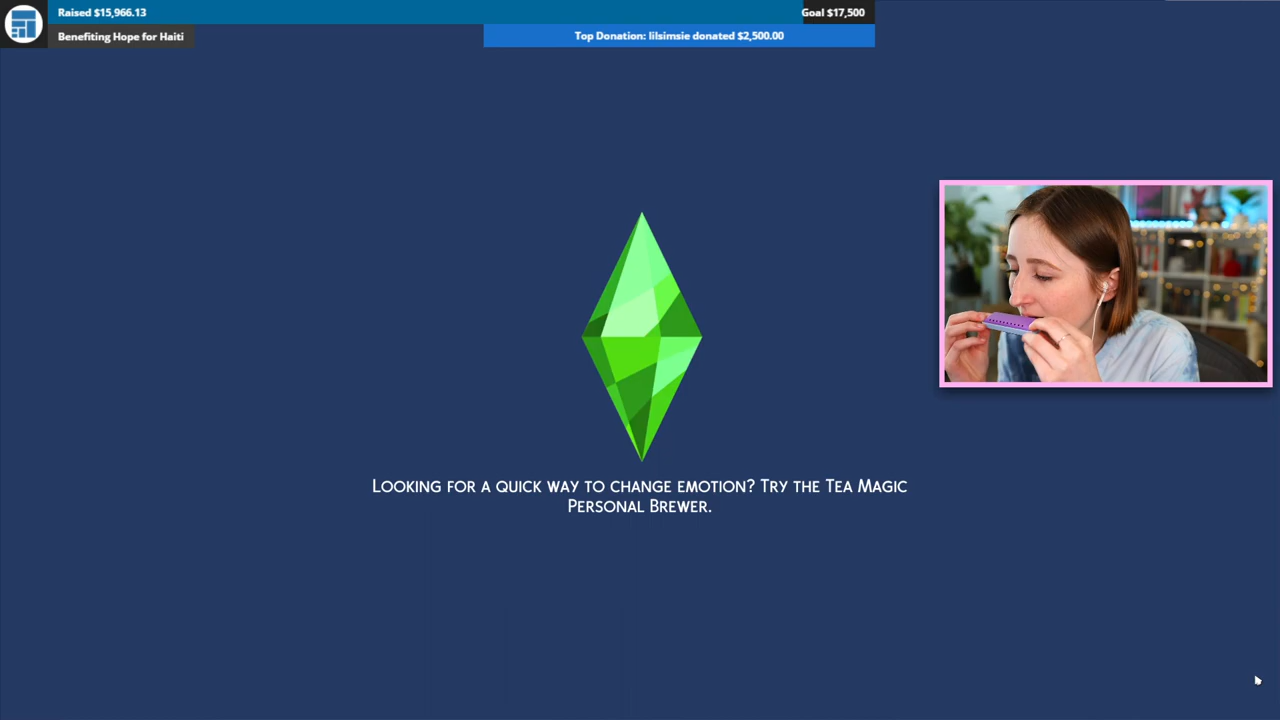 Raised $15,966.13
Goal $17,500
Benefiting Hope for Haiti
Top Donation: lilsimsie donated $2,500.00
Looking for a quick way to change emotion? Try the Tea Magic
Personal Brewer.